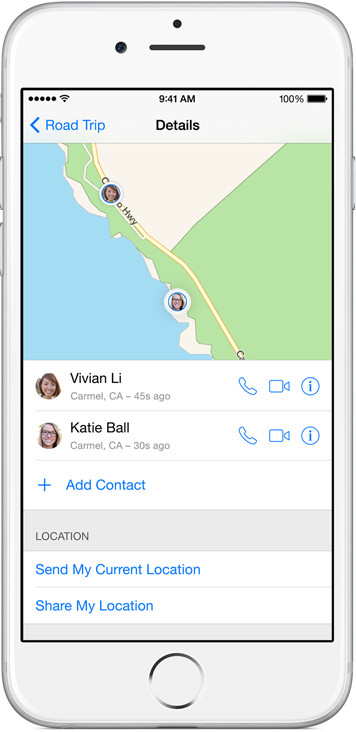 9:41 AM
100%
Road Trip
Details
Hwy
Vivian Li
Carmel, CA – 45s ago
Katie Ball
Carmel, CA – 30s ago
+ Add Contact
LOCATION
Send My Current Location
Share My Location